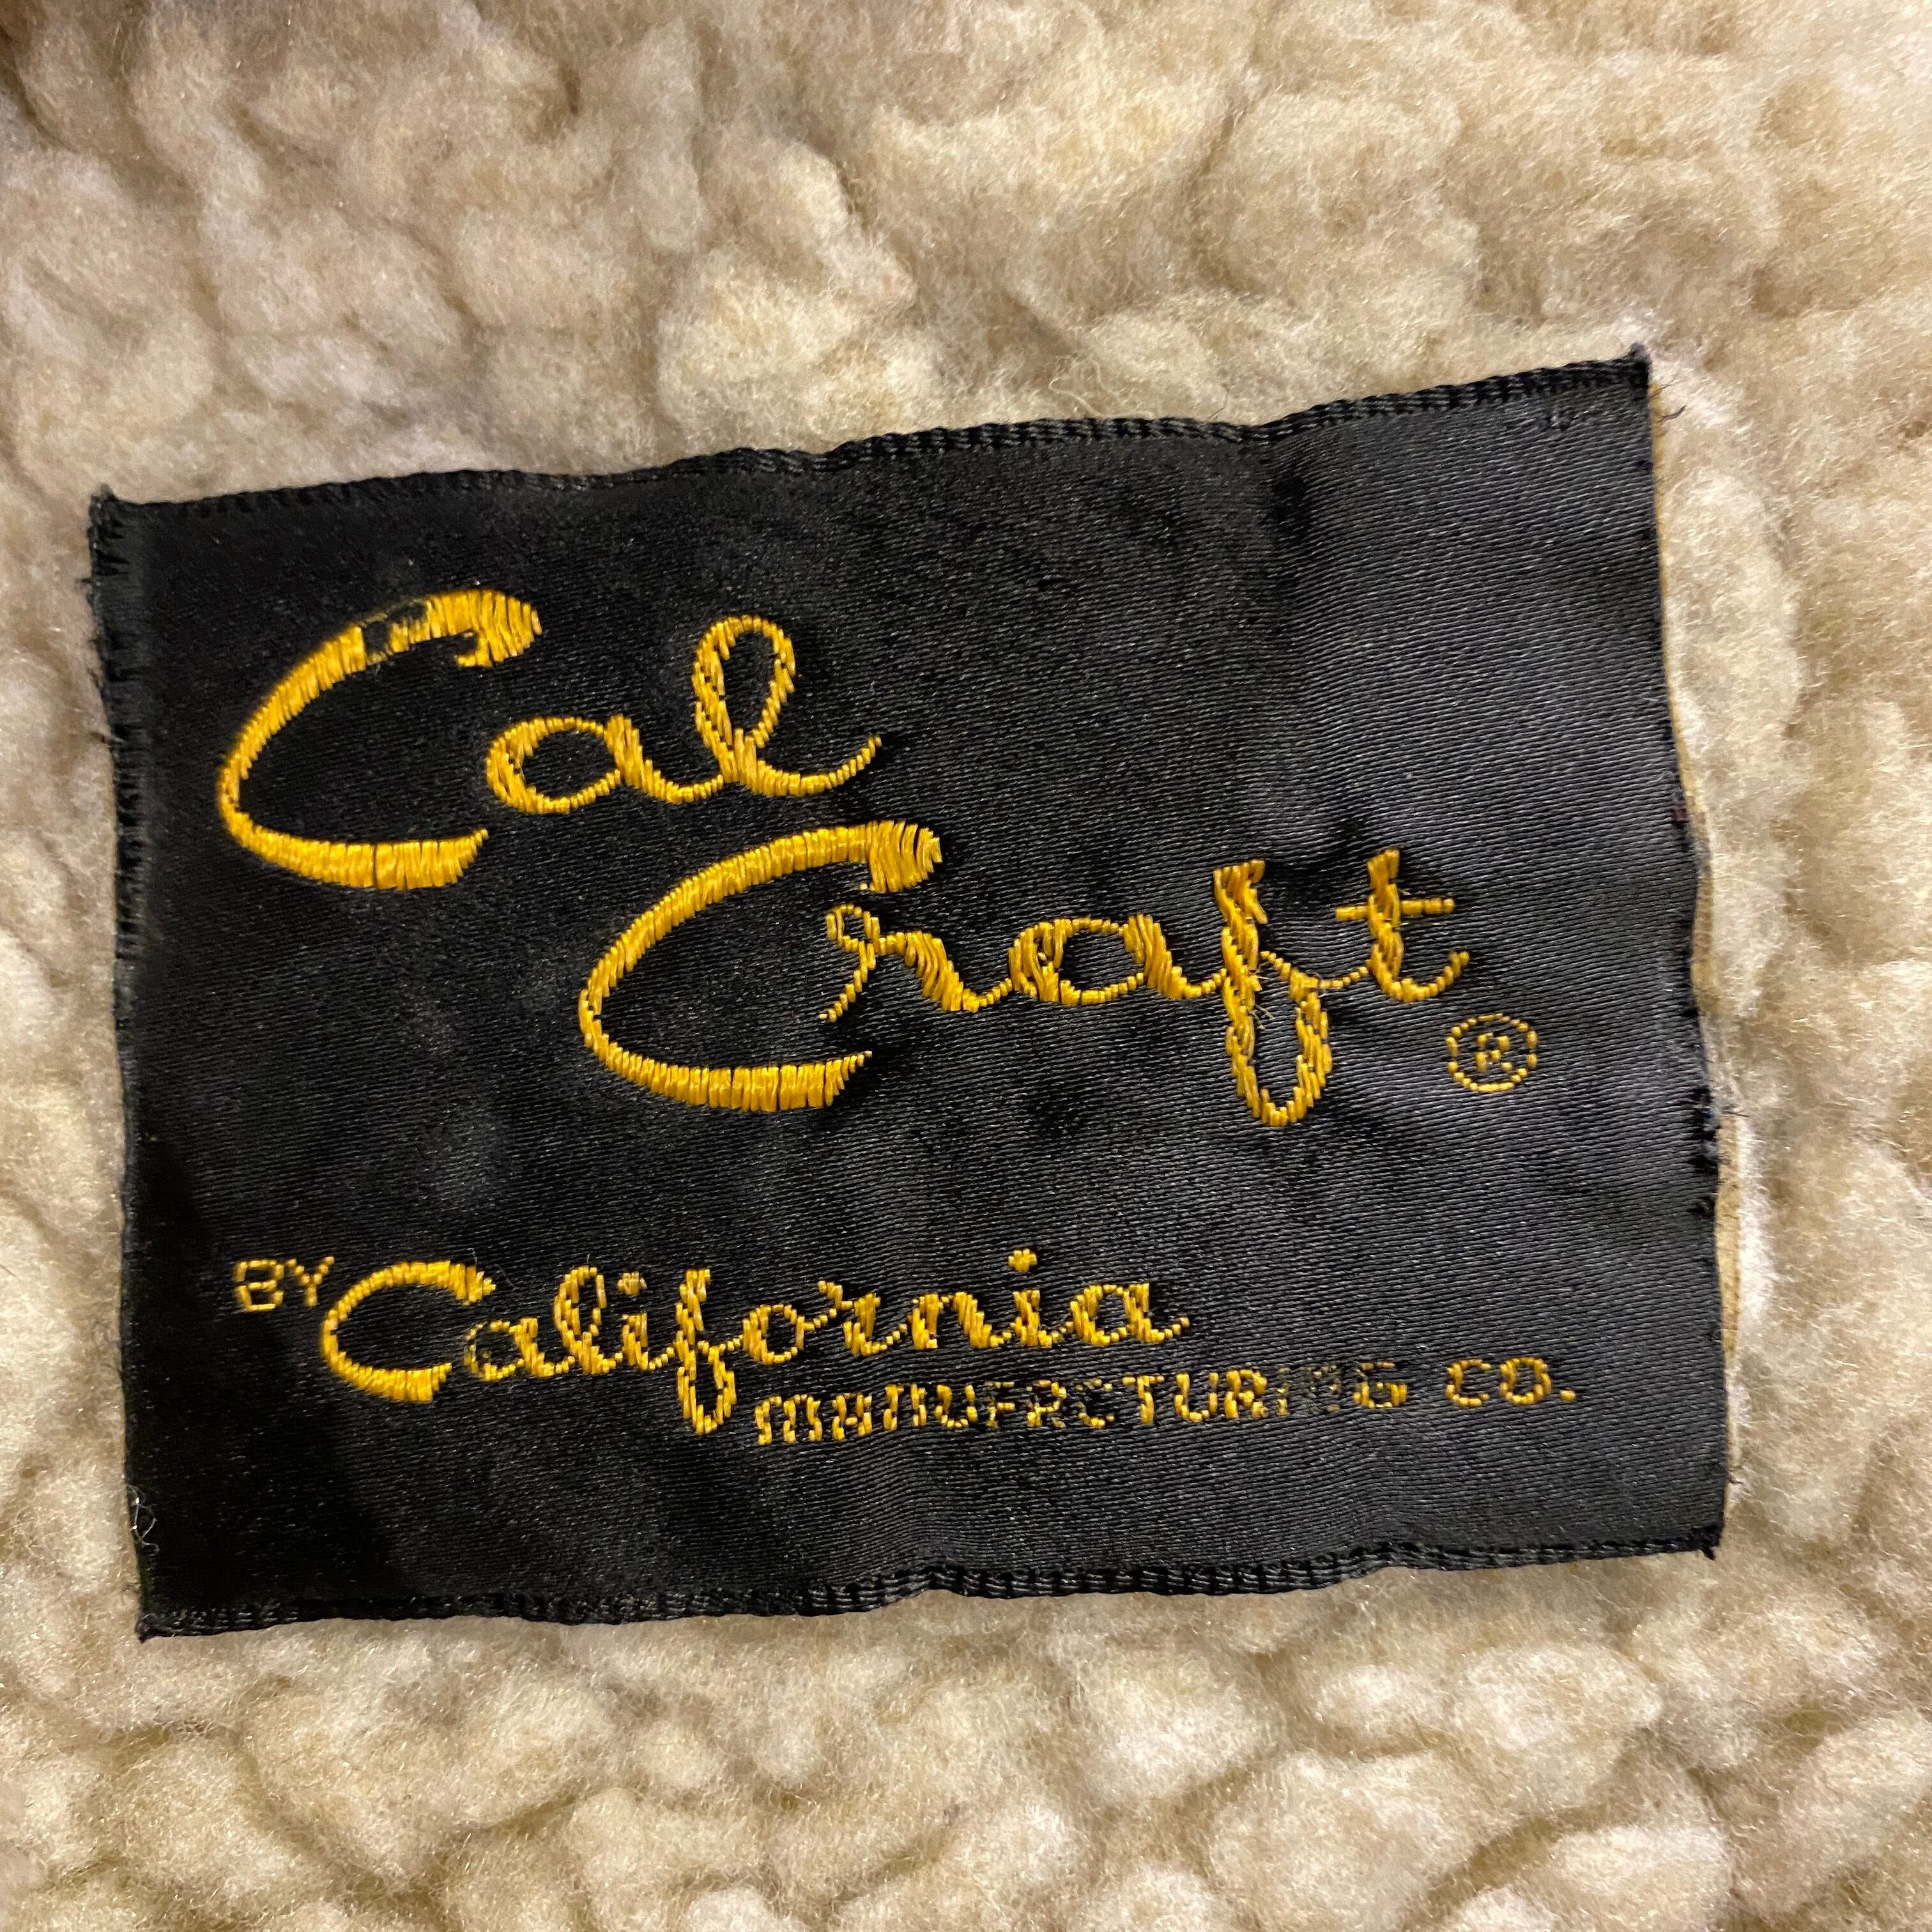 Cal
Craft ®
BY California
MANUFACTURING CO.